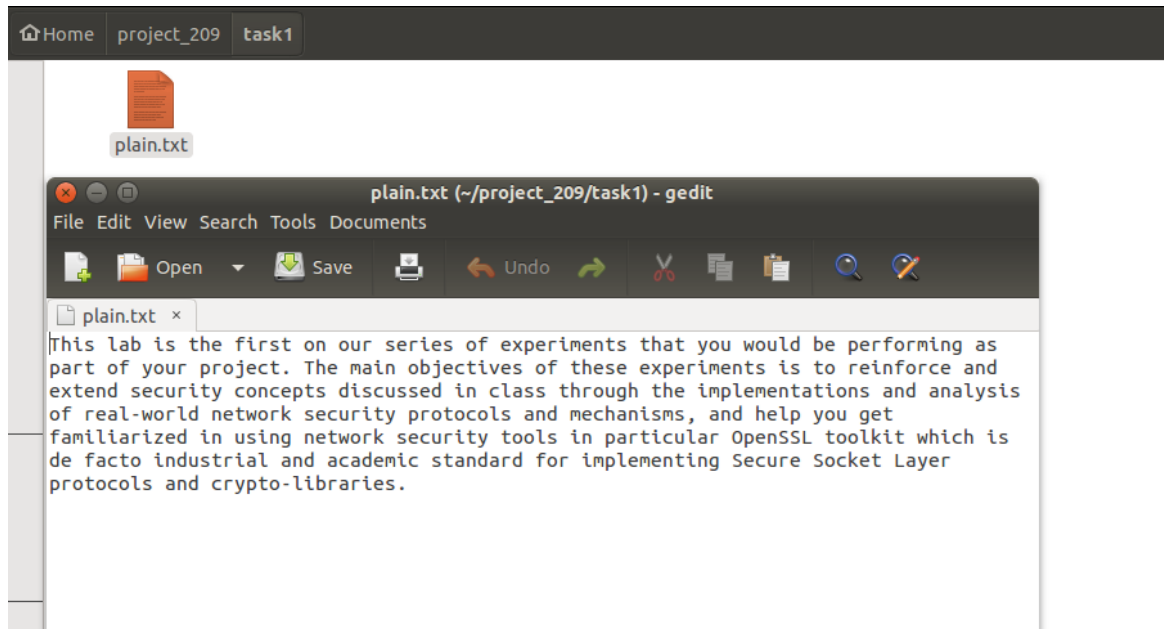 Home project_209 task1
plain.txt
plain.txt (~/project_209/task1) - gedit
File Edit View Search Tools Documents
Open Save Undo
plain.txt ×
This lab is the first on our series of experiments that you would be performing as
part of your project. The main objectives of these experiments is to reinforce and
extend security concepts discussed in class through the implementations and analysis
of real-world network security protocols and mechanisms, and help you get
familiarized in using network security tools in particular OpenSSL toolkit which is
de facto industrial and academic standard for implementing Secure Socket Layer
protocols and crypto-libraries.